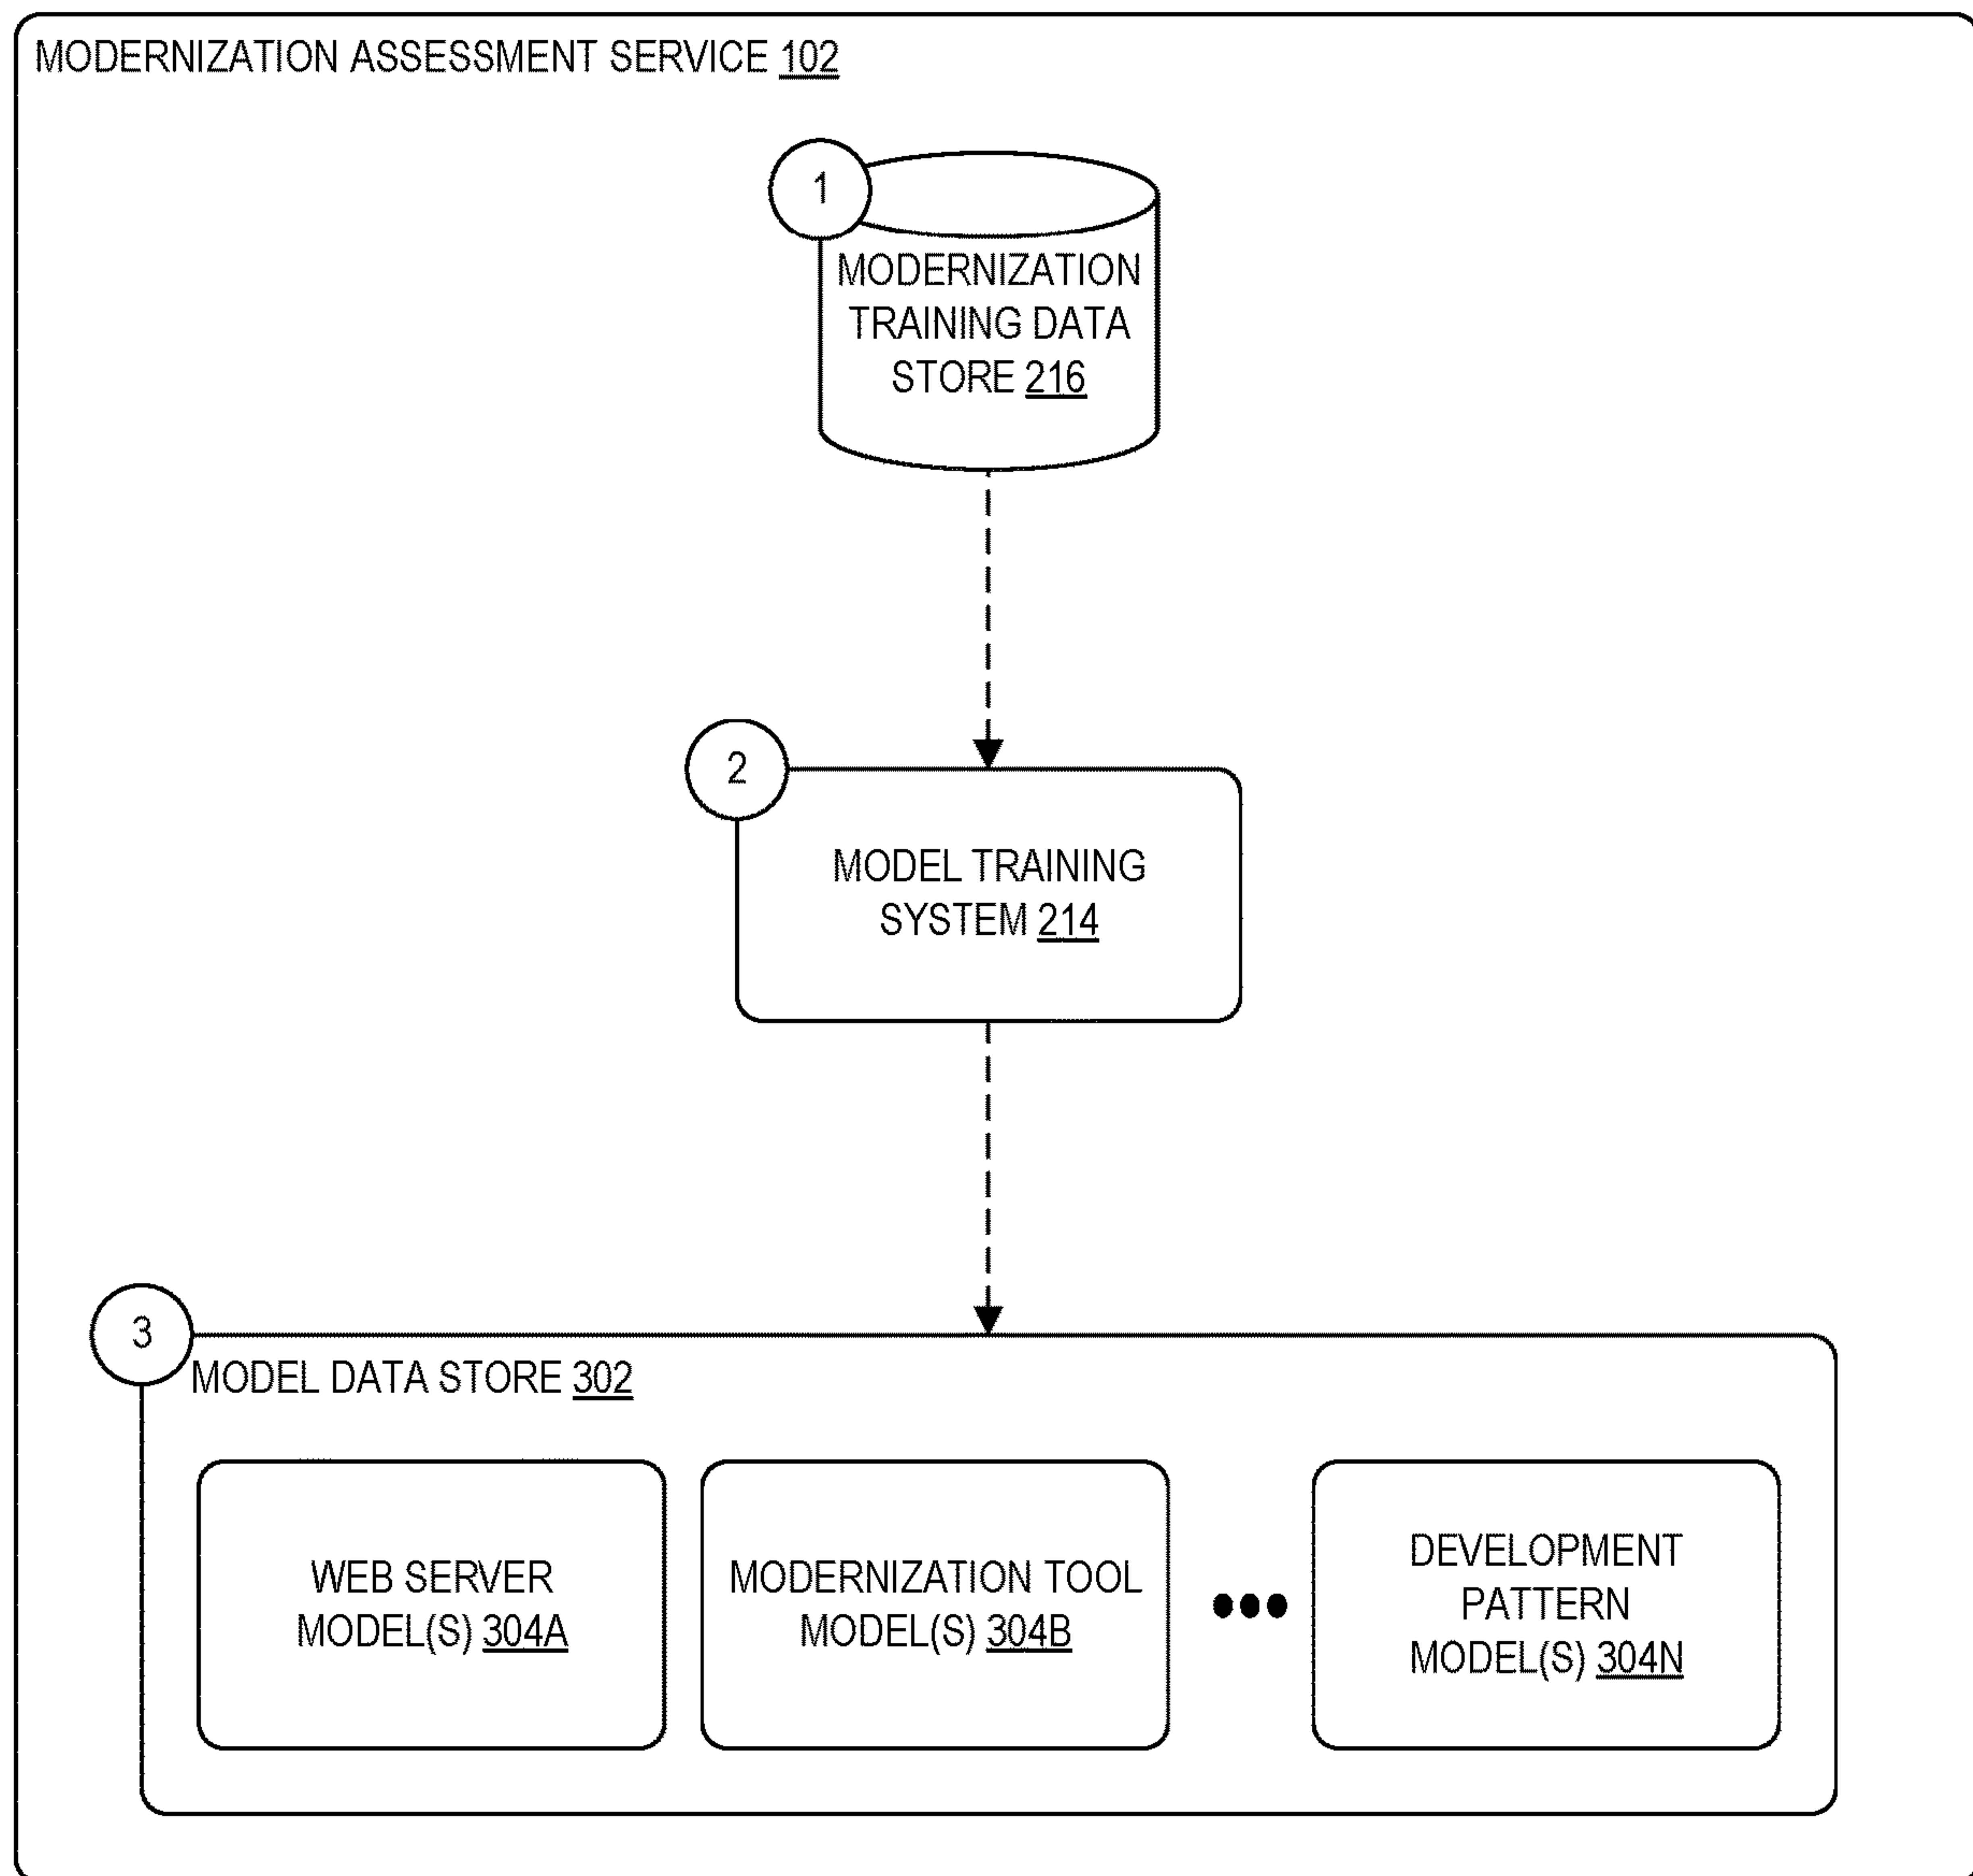 MODERNIZATION ASSESSMENT SERVICE 102
1
MODERNIZATION
TRAINING DATA
STORE 216
2
MODEL TRAINING
SYSTEM 214
3
MODEL DATA STORE 302
WEB SERVER
MODEL(S) 304A
MODERNIZATION TOOL
MODEL(S) 304B
DEVELOPMENT
PATTERN
MODEL(S) 304N